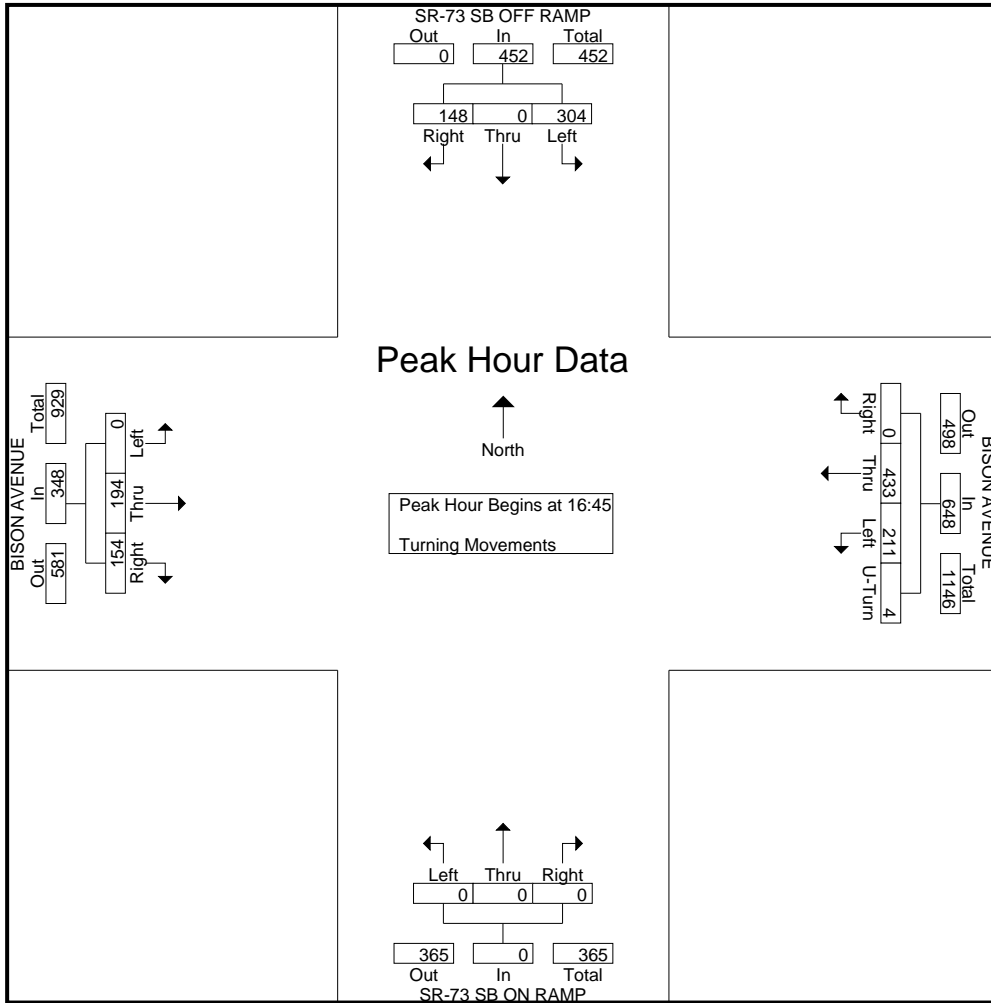 SR-73 SB OFF RAMP
Out In Total
0 452 452
148 0 304
Right Thru Left
Peak Hour Data
North
Peak Hour Begins at 16:45
Turning Movements
BISON AVENUE
Total In Out
929 348 581
0 194 154
Left Thru Right
BISON AVENUE
Out In Total
498 648 1146
0 433 211 4
Right Thru Left U-Turn
Left Thru Right
0 0 0
365 0 365
Out In Total
SR-73 SB ON RAMP